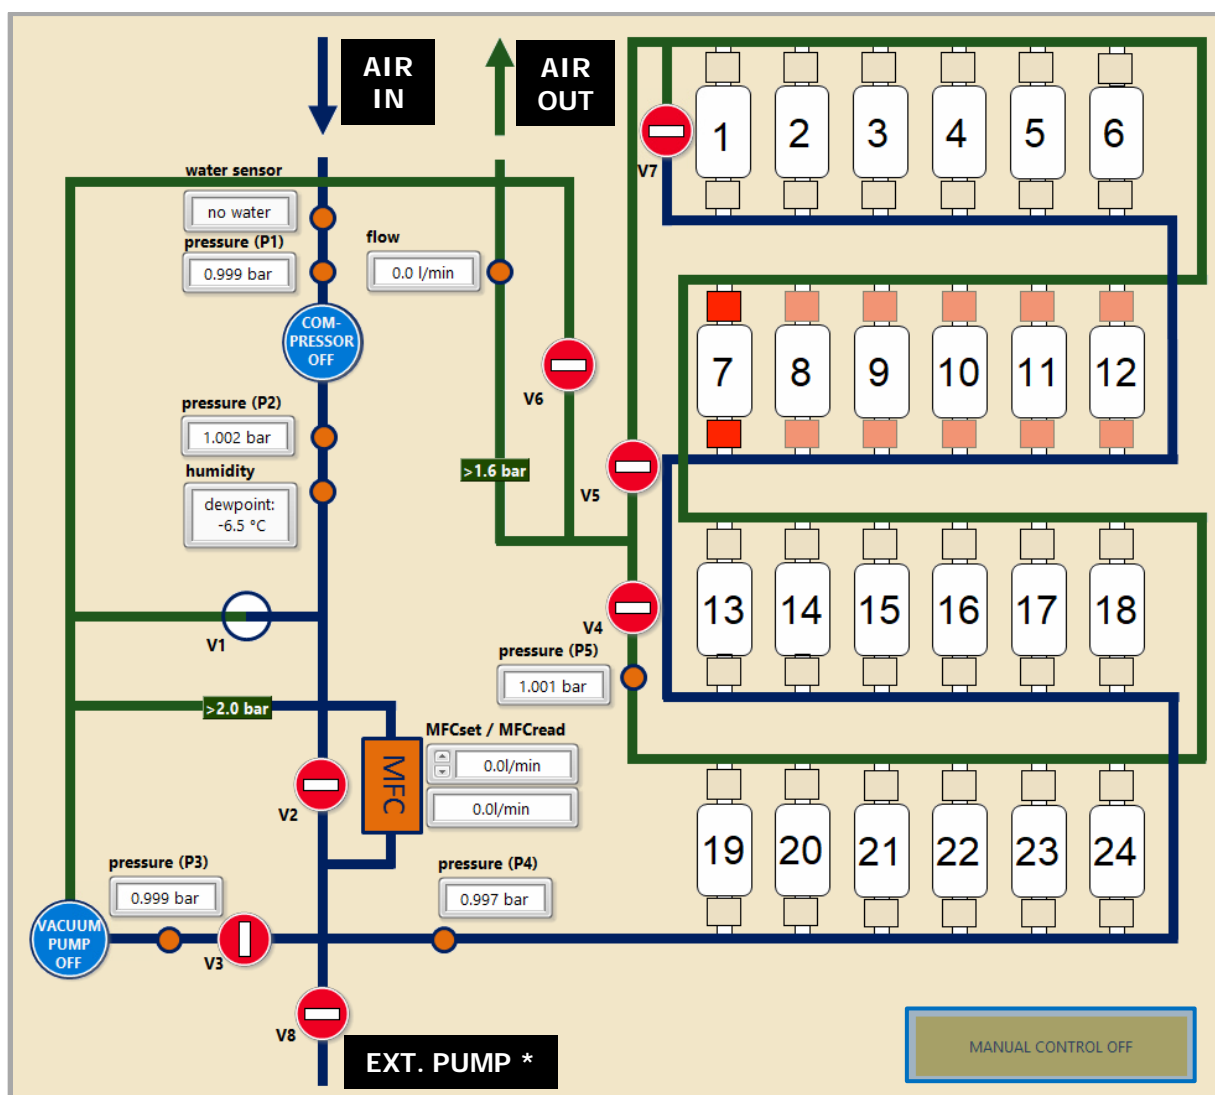 AIR
IN
AIR
OUT
water sensor
no water
pressure (P1)
0.999 bar
flow
0.0 l/min
COM-
PRESSOR
OFF
V7
1
2
3
4
5
6
pressure (P2)
1.002 bar
V6
7
8
9
10
11
12
humidity
dewpoint:
-6.5 °C
>1.6 bar
V5
V1
V4
pressure (P5)
1.001 bar
13
14
15
16
17
18
>2.0 bar
MFCset / MFCread
0.0l/min
0.0l/min
MFC
V2
19
20
21
22
23
24
pressure (P3)
0.999 bar
pressure (P4)
0.997 bar
VACUUM
PUMP
OFF
V3
V8
EXT. PUMP *
MANUAL CONTROL OFF